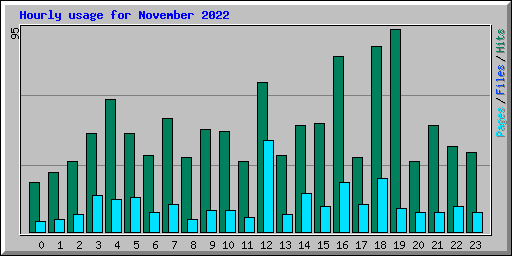 Hourly usage for November 2022
95
Pages/Files/Hits
0 1 2 3 4 5 6 7 8 9 10 11 12 13 14 15 16 17 18 19 20 21 22 23